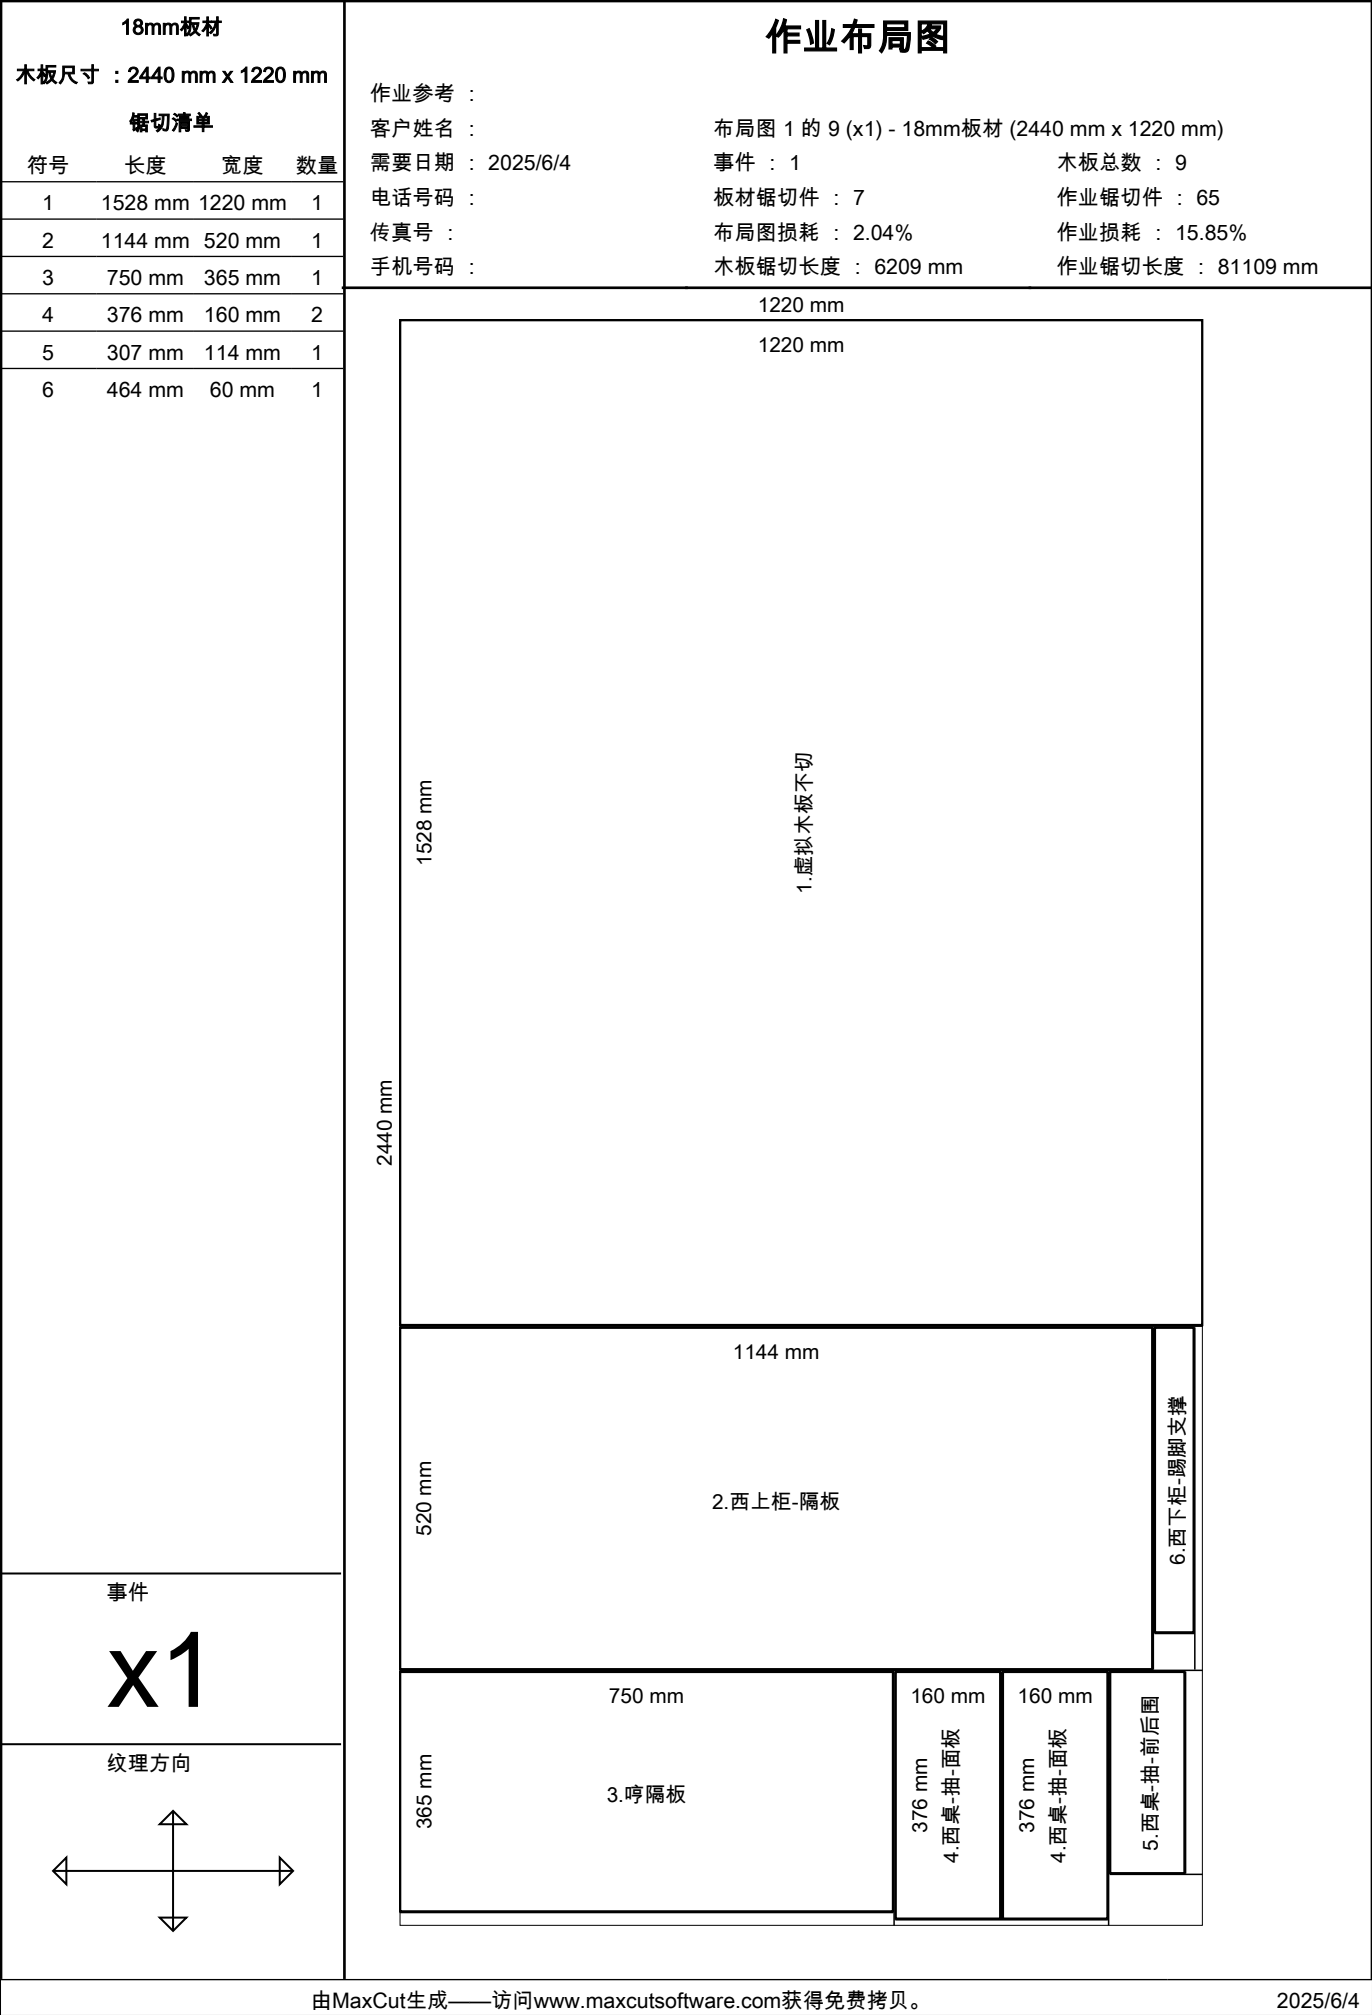 18mm板材
木板尺寸 : 2440 mm x 1220 mm
锯切清单
符号 长度 宽度 数量
1 1528 mm 1220 mm 1
2 1144 mm 520 mm 1
3 750 mm 365 mm 1
4 376 mm 160 mm 2
5 307 mm 114 mm 1
6 464 mm 60 mm 1
作业布局图
作业参考 :
客户姓名 : 布局图 1 的 9 (x1) - 18mm板材 (2440 mm x 1220 mm)
需要日期 : 2025/6/4 事件 : 1 木板总数 : 9
电话号码 : 板材锯切件 : 7 作业锯切件 : 65
传真号 : 布局图损耗 : 2.04% 作业损耗 : 15.85%
手机号码 : 木板锯切长度 : 6209 mm 作业锯切长度 : 81109 mm
1220 mm
1220 mm
1528 mm
1.虚拟木板不切
2440 mm
1144 mm
520 mm
2.西上柜-隔板
6.西下柜-踢脚支撑
750 mm
365 mm
3.哼隔板
160 mm
376 mm
4.西桌-抽-面板
160 mm
376 mm
4.西桌-抽-面板
5.西桌-抽-前后围
事件
x1
纹理方向
由MaxCut生成——访问www.maxcutsoftware.com获得免费拷贝。
2025/6/4